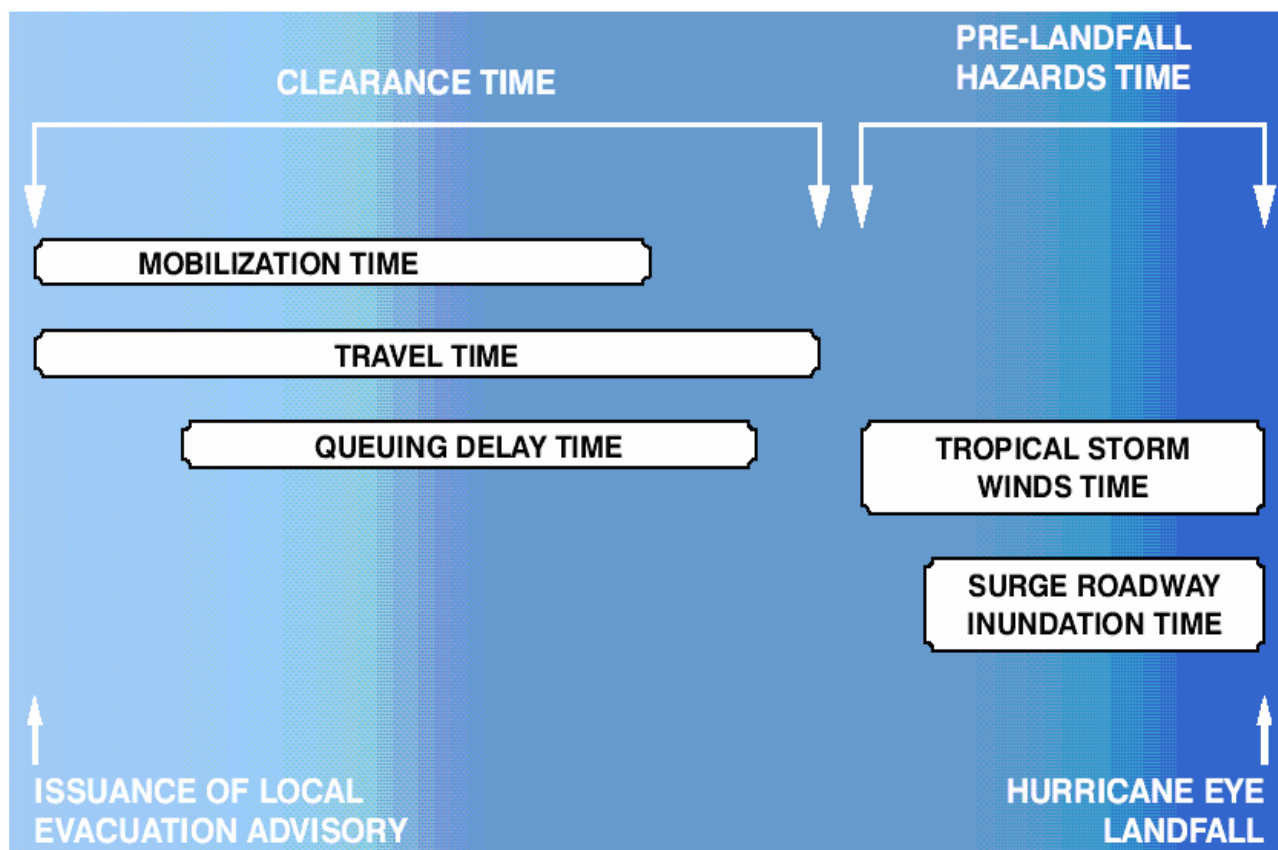 CLEARANCE TIME
PRE-LANDFALL
HAZARDS TIME
MOBILIZATION TIME
TRAVEL TIME
QUEUING DELAY TIME
TROPICAL STORM
WINDS TIME
SURGE ROADWAY
INUNDATION TIME
ISSUANCE OF LOCAL
EVACUATION ADVISORY
HURRICANE EYE
LANDFALL